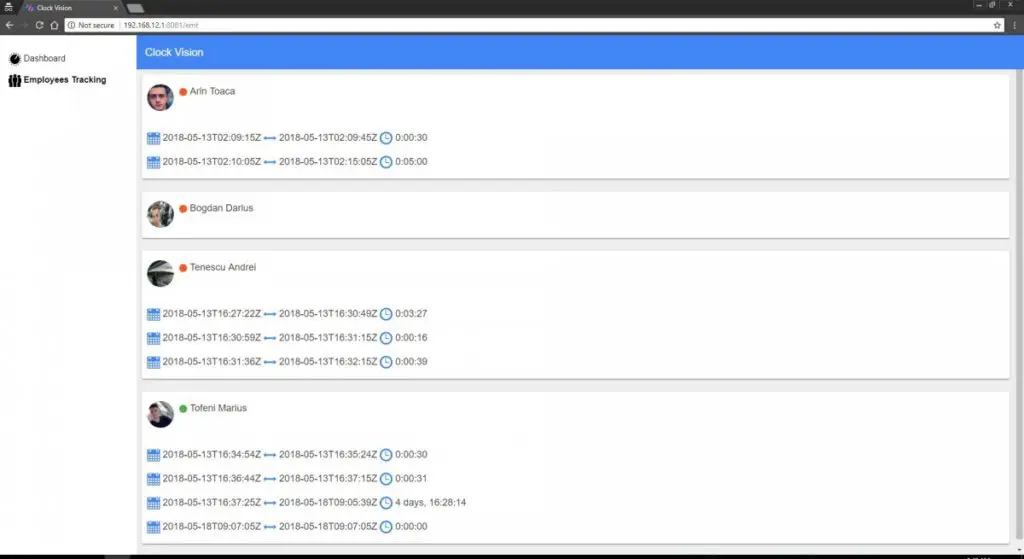 Clock Vision
Not secure | 192.168.12.1:8081/emt
Dashboard
Employees Tracking
Clock Vision
Arin Toaca
2018-05-13T02:09:15Z 2018-05-13T02:09:45Z 0:00:30
2018-05-13T02:10:05Z 2018-05-13T02:15:05Z 0:05:00
Bogdan Darius
Tenescu Andrei
2018-05-13T16:27:22Z 2018-05-13T16:30:49Z 0:03:27
2018-05-13T16:30:59Z 2018-05-13T16:31:15Z 0:00:16
2018-05-13T16:31:36Z 2018-05-13T16:32:15Z 0:00:39
Tofeni Marius
2018-05-13T16:34:54Z 2018-05-13T16:35:24Z 0:00:30
2018-05-13T16:36:44Z 2018-05-13T16:37:15Z 0:00:31
2018-05-13T16:37:25Z 2018-05-18T09:05:39Z 4 days, 16:28:14
2018-05-18T09:07:05Z 2018-05-18T09:07:05Z 0:00:00